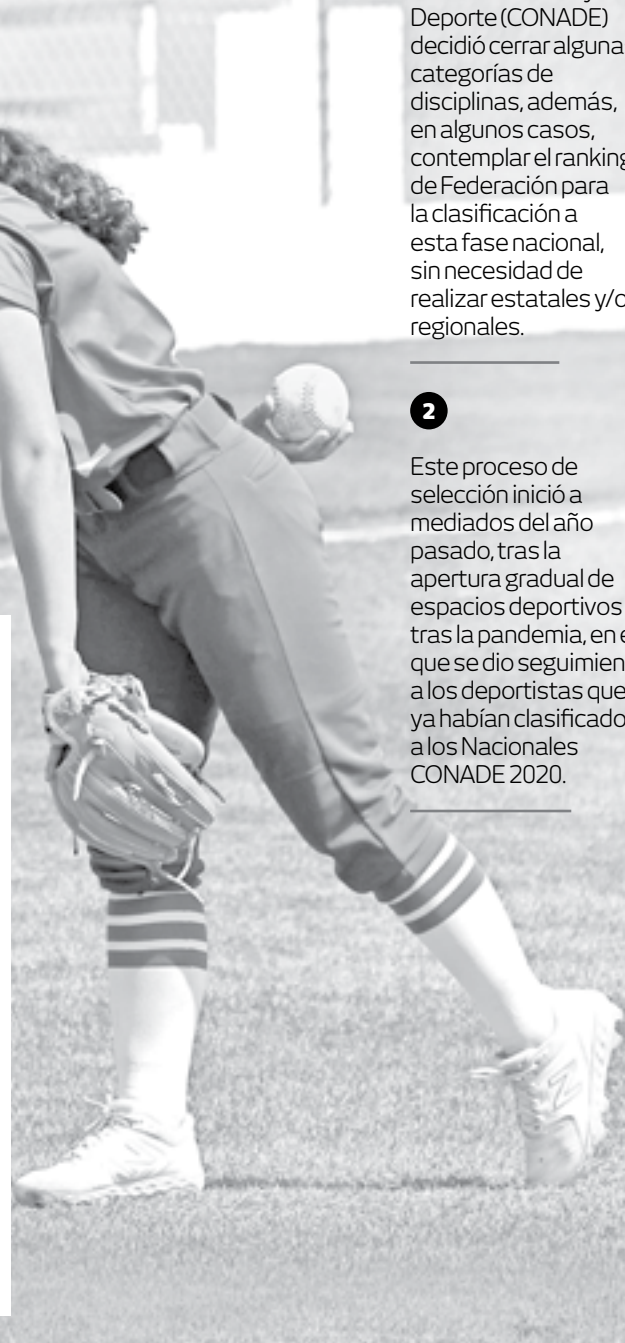 Deporte (CONADE)
decidió cerrar alguna
categorías de
disciplinas, además,
en algunos casos,
contemplar el ranking
de Federación para
la clasificación a
esta fase nacional,
sin necesidad de
realizar estatales y/o
regionales.
2
Este proceso de
selección inició a
mediados del año
pasado, tras la
apertura gradual de
espacios deportivos
tras la pandemia, en e
que se dio seguimien
a los deportistas que
ya habían clasificado
a los Nacionales
CONADE 2020.